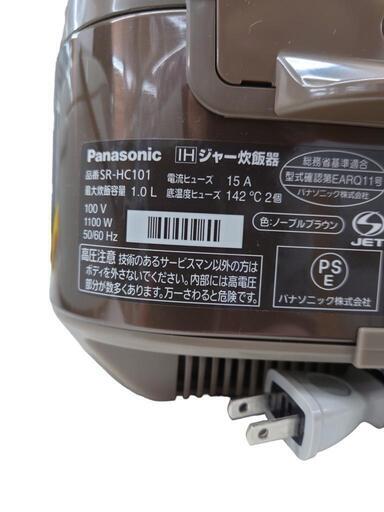 Panasonic IHジャー炊飯器
品番 SR-HC101 電流ヒューズ 15 A
最大炊飯容量 1.0 L 底温度ヒューズ 142 ℃ 2個
100 V
1100 W
50/60 Hz
総務省基準適合
型式確認第EARQ11号
パナソニック株式会社
色:ノーブルブラウン
JET
高圧注意 技術のあるサービスマン以外の方は
ボディを外さないでください。内部には高電圧
部分が数多くあります。万一さわると危険です。
PS
E
パナソニック株式会社